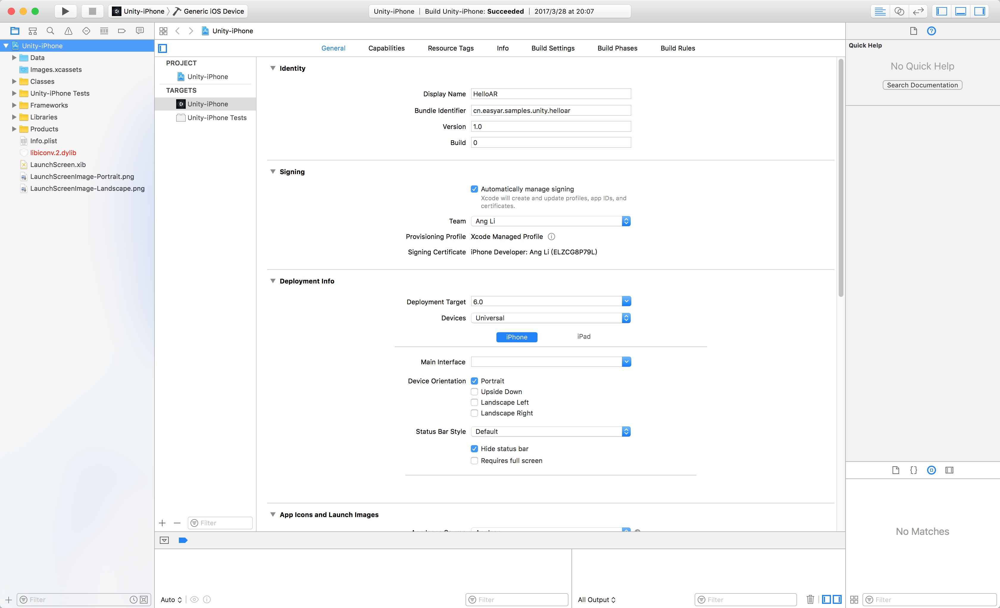 Unity-iPhone Generic iOS Device
Unity-iPhone Build Unity-iPhone: Succeeded 2017/3/28 at 20:07
Unity-iPhone
Data
Images.xcassets
Classes
Unity-iPhone Tests
Frameworks
Libraries
Products
Info.plist
libiconv.2.dylib
LaunchScreen.xib
LaunchScreenImage-Portrait.png
LaunchScreenImage-Landscape.png
Filter
Unity-iPhone
General Capabilities Resource Tags Info Build Settings Build Phases Build Rules
PROJECT
Unity-iPhone
TARGETS
Unity-iPhone
Unity-iPhone Tests
Filter
Identity
Display Name HelloAR
Bundle Identifier cn.easyar.samples.unity.helloar
Version 1.0
Build 0
Signing
Automatically manage signing
Xcode will create and update profiles, app IDs, and
certificates.
Team Ang Li
Provisioning Profile Xcode Managed Profile
Signing Certificate iPhone Developer: Ang Li (ELZCG8P79L)
Deployment Info
Deployment Target 6.0
Devices Universal
iPhone iPad
Main Interface
Device Orientation Portrait
Upside Down
Landscape Left
Landscape Right
Status Bar Style Default
Hide status bar
Requires full screen
App Icons and Launch Images
Auto
Filter
All Output
Filter
Quick Help
No Quick Help
Search Documentation
No Matches
Filter